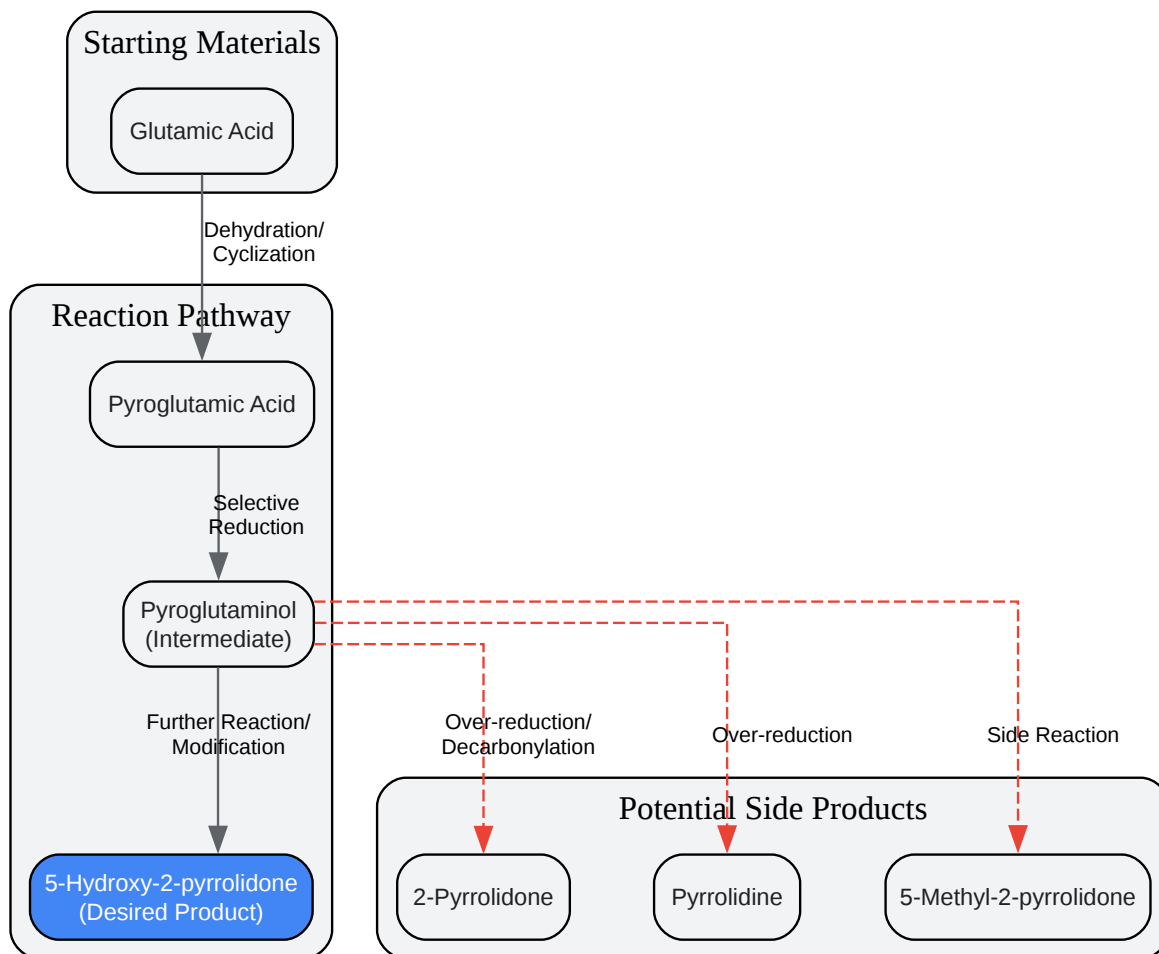 Starting Materials
Glutamic Acid
Dehydration/
Cyclization
Reaction Pathway
Pyroglutamic Acid
Selective
Reduction
Pyroglutaminol
(Intermediate)
Further Reaction/
Modification
Over-reduction/
Decarbonylation
Over-reduction
Side Reaction
Potential Side Products
5-Hydroxy-2-pyrrolidone
(Desired Product)
2-Pyrrolidone
Pyrrolidine
5-Methyl-2-pyrrolidone